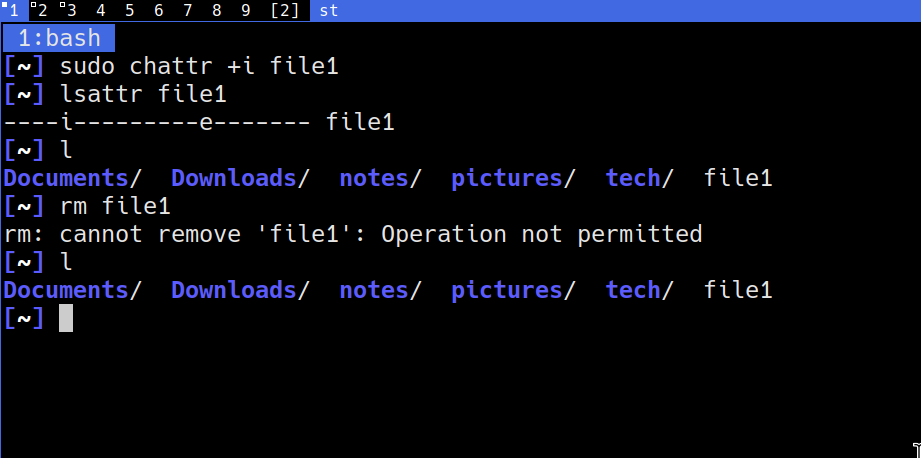 1 2 3 4 5 6 7 8 9 [2] st
1:bash
[~] sudo chattr +i file1
[~] lsattr file1
----i---------e------- file1
[~] l
Documents/  Downloads/  notes/  pictures/  tech/  file1
[~] rm file1
rm: cannot remove 'file1': Operation not permitted
[~] l
Documents/  Downloads/  notes/  pictures/  tech/  file1
[~]